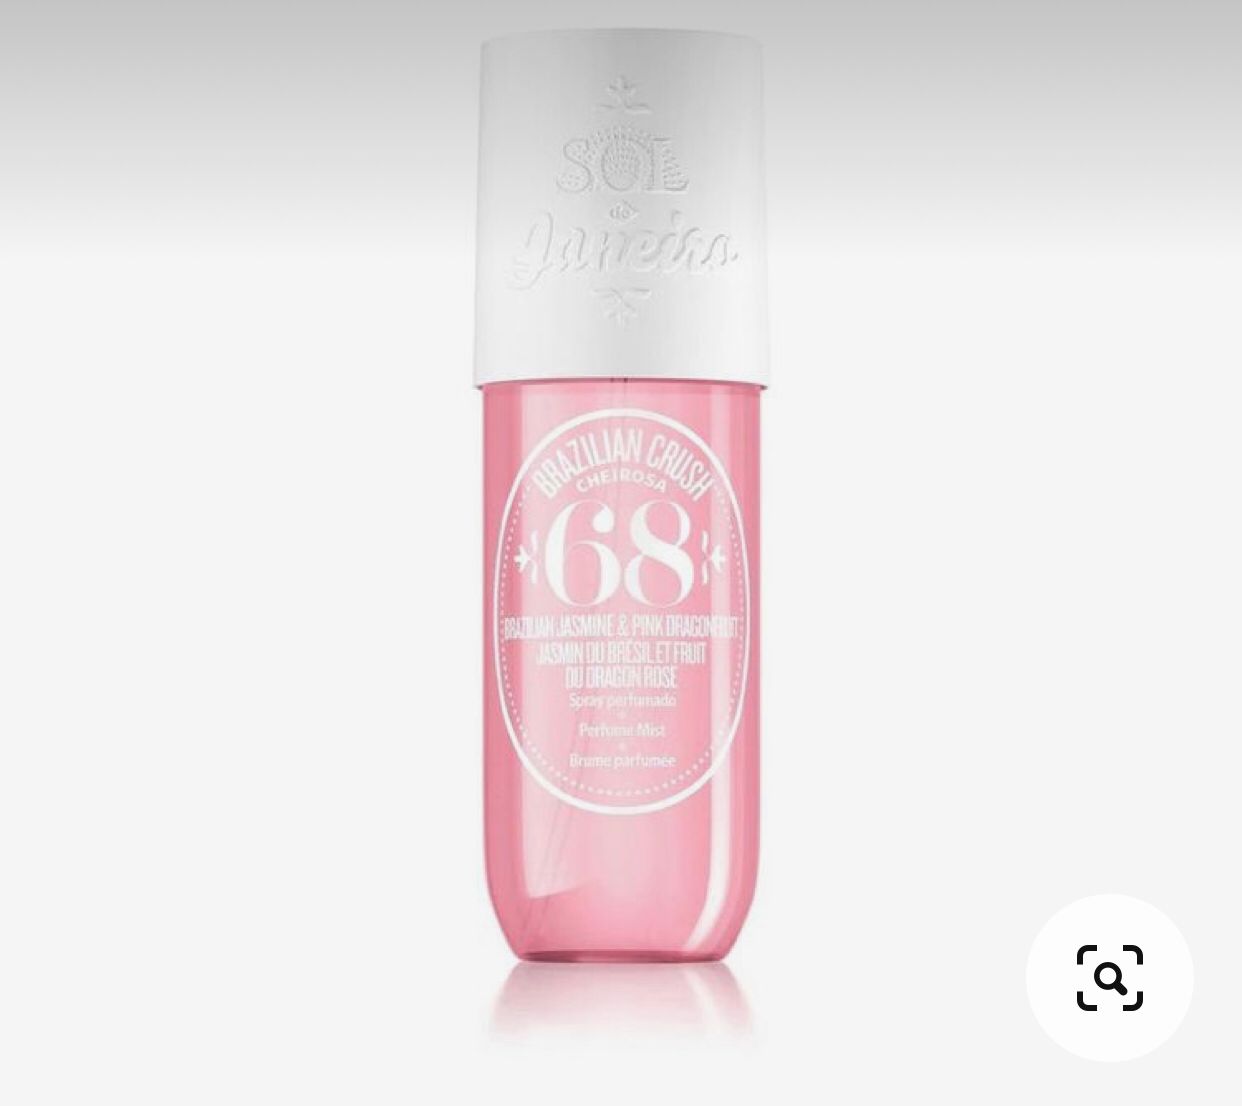 SOL
de
Janeiro
BRAZILIAN CRUSH
CHEIROSA
68
BRAZILIAN JASMINE & PINK DRAGONFRUIT
JASMIN DU BRÉSIL ET FRUIT
DU DRAGON ROSE
Spray perfumado
Perfume Mist
Brume parfumée